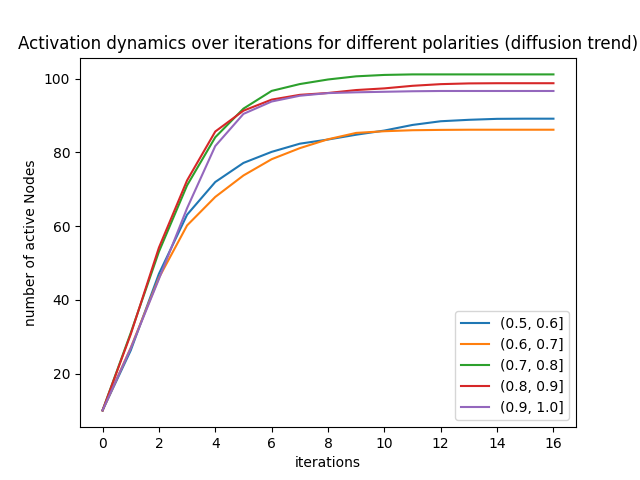 Activation dynamics over iterations for different polarities (diffusion trend)
number of active Nodes
100
80
60
40
20
0 2 4 6 8 10 12 14 16
iterations
(0.5, 0.6]
(0.6, 0.7]
(0.7, 0.8]
(0.8, 0.9]
(0.9, 1.0]